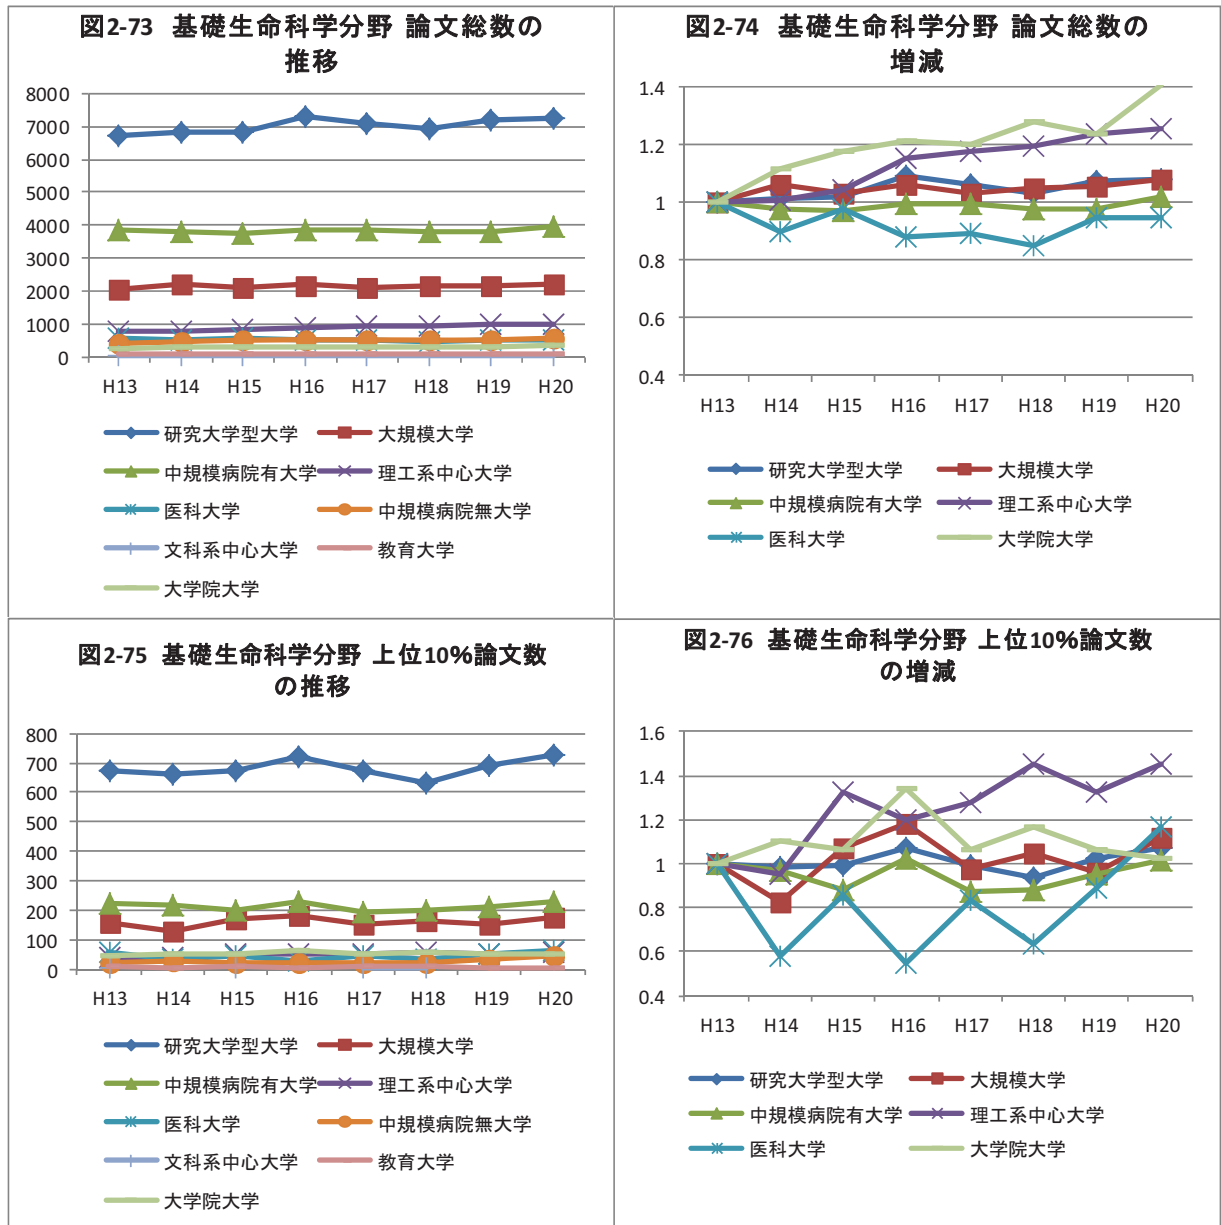 図2-73 基礎生命科学分野 論文総数の
推移
8000
7000
6000
5000
4000
3000
2000
1000
0
H13 H14 H15 H16 H17 H18 H19 H20
研究大学型大学 大規模大学
中規模病院有大学 理工系中心大学
医科大学 中規模病院無大学
文科系中心大学 教育大学
大学院大学
図2-74 基礎生命科学分野 論文総数の
増減
1.4
1.2
1
0.8
0.6
0.4
H13 H14 H15 H16 H17 H18 H19 H20
研究大学型大学 大規模大学
中規模病院有大学 理工系中心大学
医科大学 大学院大学
図2-75 基礎生命科学分野 上位10%論文数
の推移
800
700
600
500
400
300
200
100
0
H13 H14 H15 H16 H17 H18 H19 H20
研究大学型大学 大規模大学
中規模病院有大学 理工系中心大学
医科大学 中規模病院無大学
文科系中心大学 教育大学
大学院大学
図2-76 基礎生命科学分野 上位10%論文数
の増減
1.6
1.4
1.2
1
0.8
0.6
0.4
H13 H14 H15 H16 H17 H18 H19 H20
研究大学型大学 大規模大学
中規模病院有大学 理工系中心大学
医科大学 大学院大学